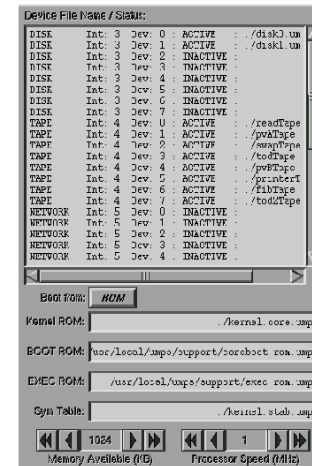 Device File Name / Status:
DISK Int: 3 Dev: 0 : ACTIVE : ./disk0.um
DISK Int: 3 Dev: 1 : ACTIVE : ./disk1.um
DISK Int: 3 Dev: 2 : INACTIVE :
DISK Int: 3 Dev: 3 : INACTIVE :
DISK Int: 3 Dev: 4 : INACTIVE :
DISK Int: 3 Dev: 5 : INACTIVE :
DISK Int: 3 Dev: 6 : INACTIVE :
DISK Int: 3 Dev: 7 : INACTIVE :
TAPE Int: 4 Dev: 0 : ACTIVE : ./readTape
TAPE Int: 4 Dev: 1 : ACTIVE : ./pvATape
TAPE Int: 4 Dev: 2 : ACTIVE : ./swapTape
TAPE Int: 4 Dev: 3 : ACTIVE : ./todTape
TAPE Int: 4 Dev: 4 : ACTIVE : ./pvBTape
TAPE Int: 4 Dev: 5 : ACTIVE : ./printerT
TAPE Int: 4 Dev: 6 : ACTIVE : ./fibTape
TAPE Int: 4 Dev: 7 : ACTIVE : ./tod2Tape
NETWORK Int: 5 Dev: 0 : INACTIVE :
NETWORK Int: 5 Dev: 1 : INACTIVE :
NETWORK Int: 5 Dev: 2 : INACTIVE :
NETWORK Int: 5 Dev: 3 : INACTIVE :
NETWORK Int: 5 Dev: 4 : INACTIVE :
Boot from: ROM
Kernel ROM: ./kernel.core.ump
BOOT ROM: /usr/local/umps/support/coreboot.rom.ump
EXEC ROM: /usr/local/umps/support/exec.rom.ump
Sym Table: ./kernel.stab.ump
1024 1
Memory Available (KB) Processor Speed (MHz)